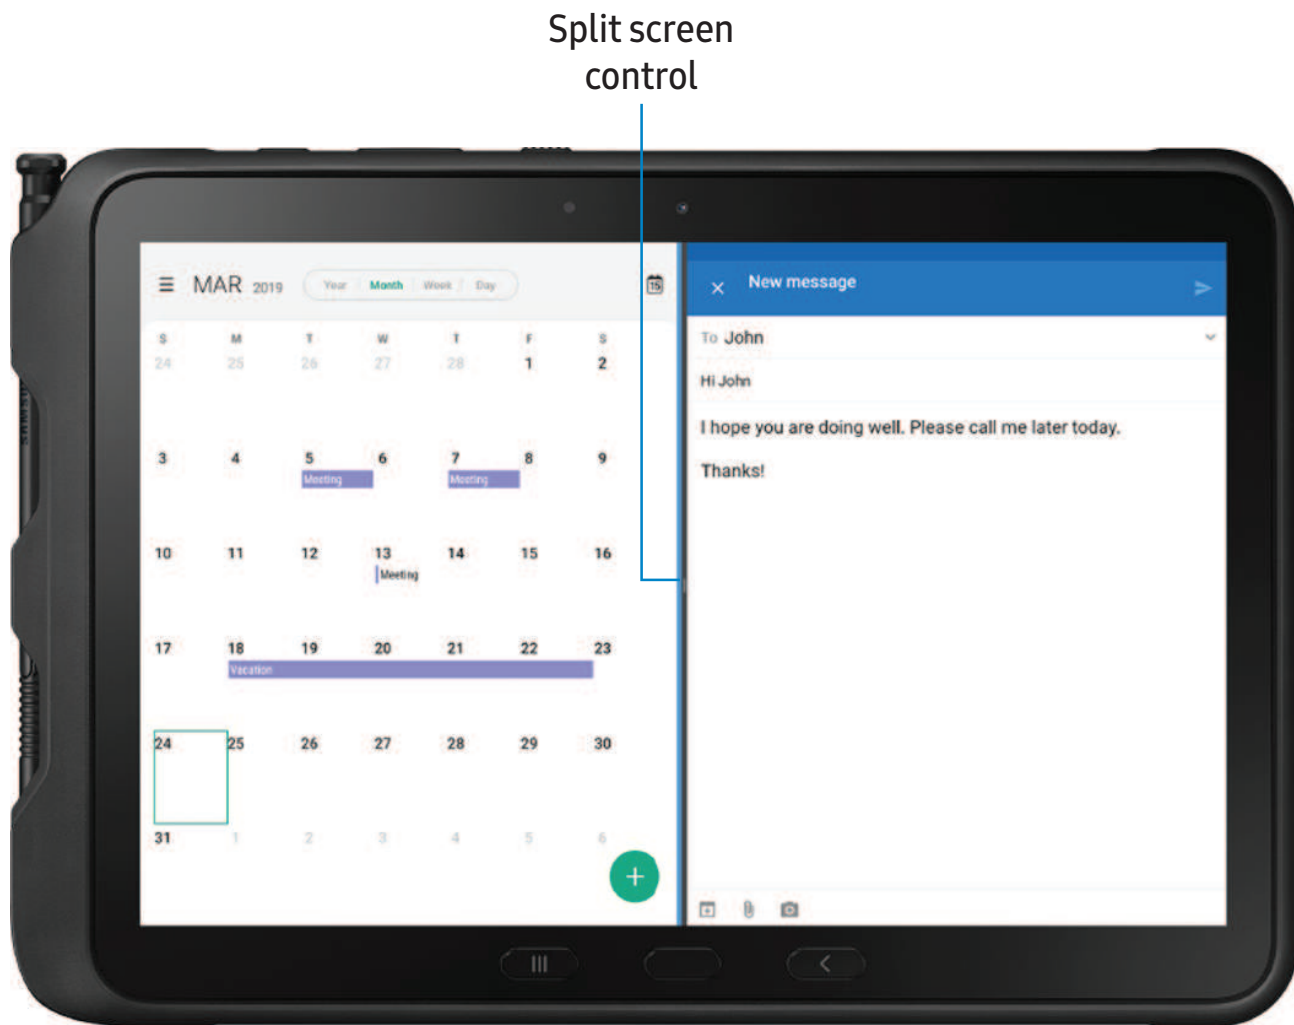 Split screen
control
MAR 2019 Year Month Week Day 15
S M T W T F S
24 25 26 27 28 1 2
3 4 5 6 7 8 9
Meeting Meeting
10 11 12 13 14 15 16
Meeting
17 18 19 20 21 22 23
Vacation
24 25 26 27 28 29 30
31 1 2 3 4 5 6
New message
To John
Hi John
I hope you are doing well. Please call me later today.
Thanks!